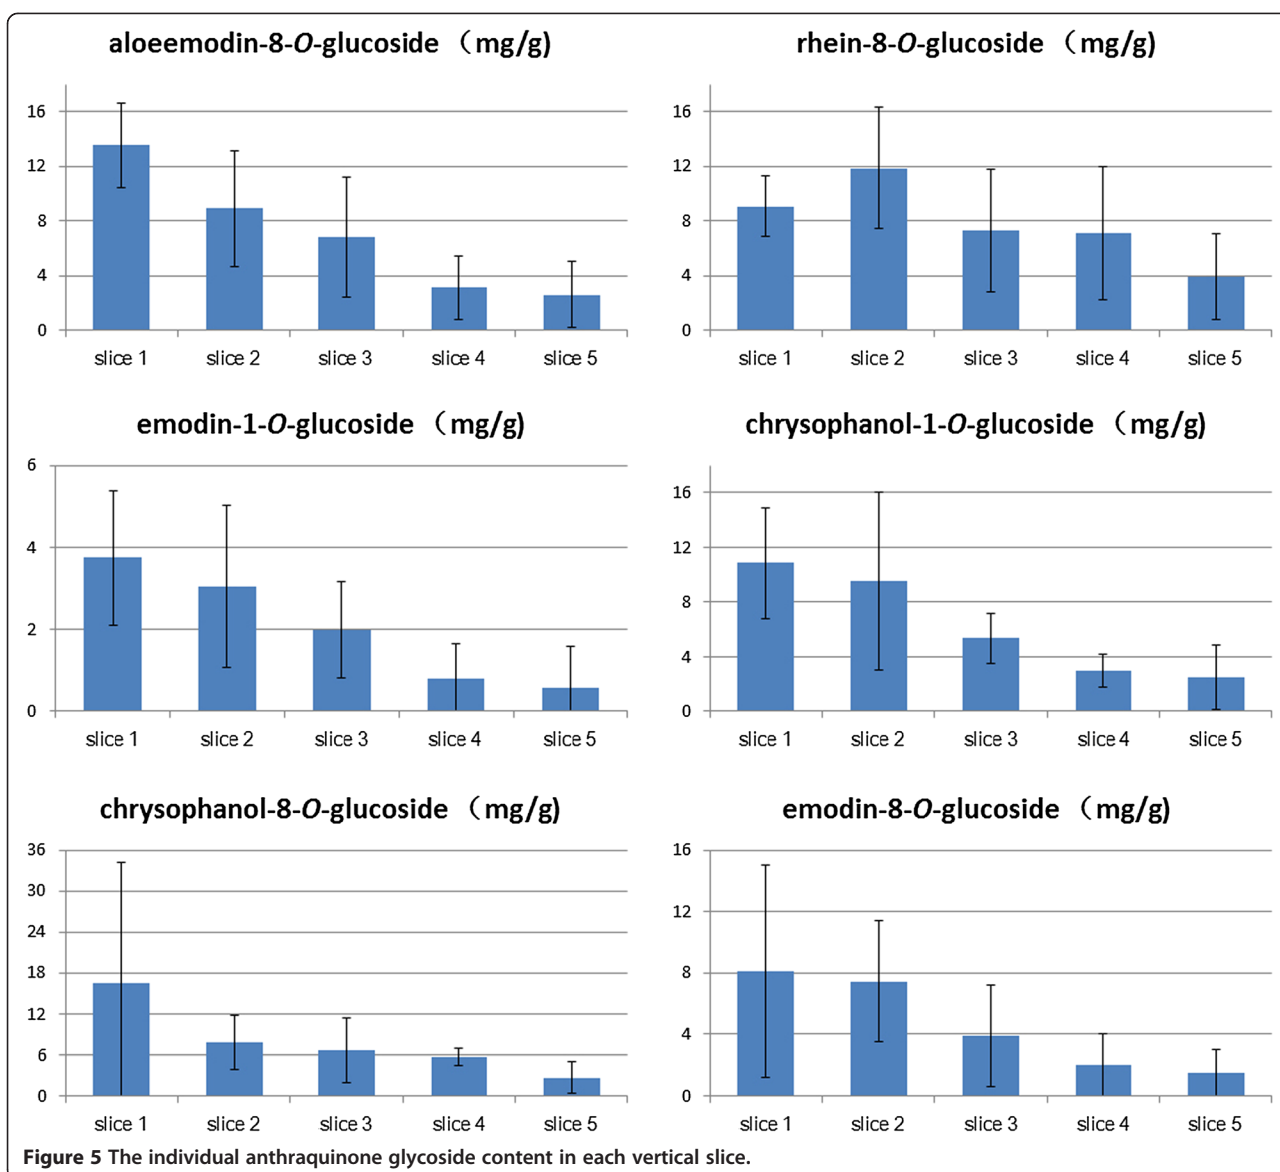 aloeemodin-8-O-glucoside （mg/g)
16
12
8
4
0
slice 1 slice 2 slice 3 slice 4 slice 5
rhein-8-O-glucoside （mg/g)
16
12
8
4
0
slice 1 slice 2 slice 3 slice 4 slice 5
emodin-1-O-glucoside （mg/g)
6
4
2
0
slice 1 slice 2 slice 3 slice 4 slice 5
chrysophanol-1-O-glucoside （mg/g)
16
12
8
4
0
slice 1 slice 2 slice 3 slice 4 slice 5
chrysophanol-8-O-glucoside （mg/g)
36
30
24
18
12
6
0
slice 1 slice 2 slice 3 slice 4 slice 5
emodin-8-O-glucoside （mg/g)
16
12
8
4
0
slice 1 slice 2 slice 3 slice 4 slice 5
Figure 5 The individual anthraquinone glycoside content in each vertical slice.